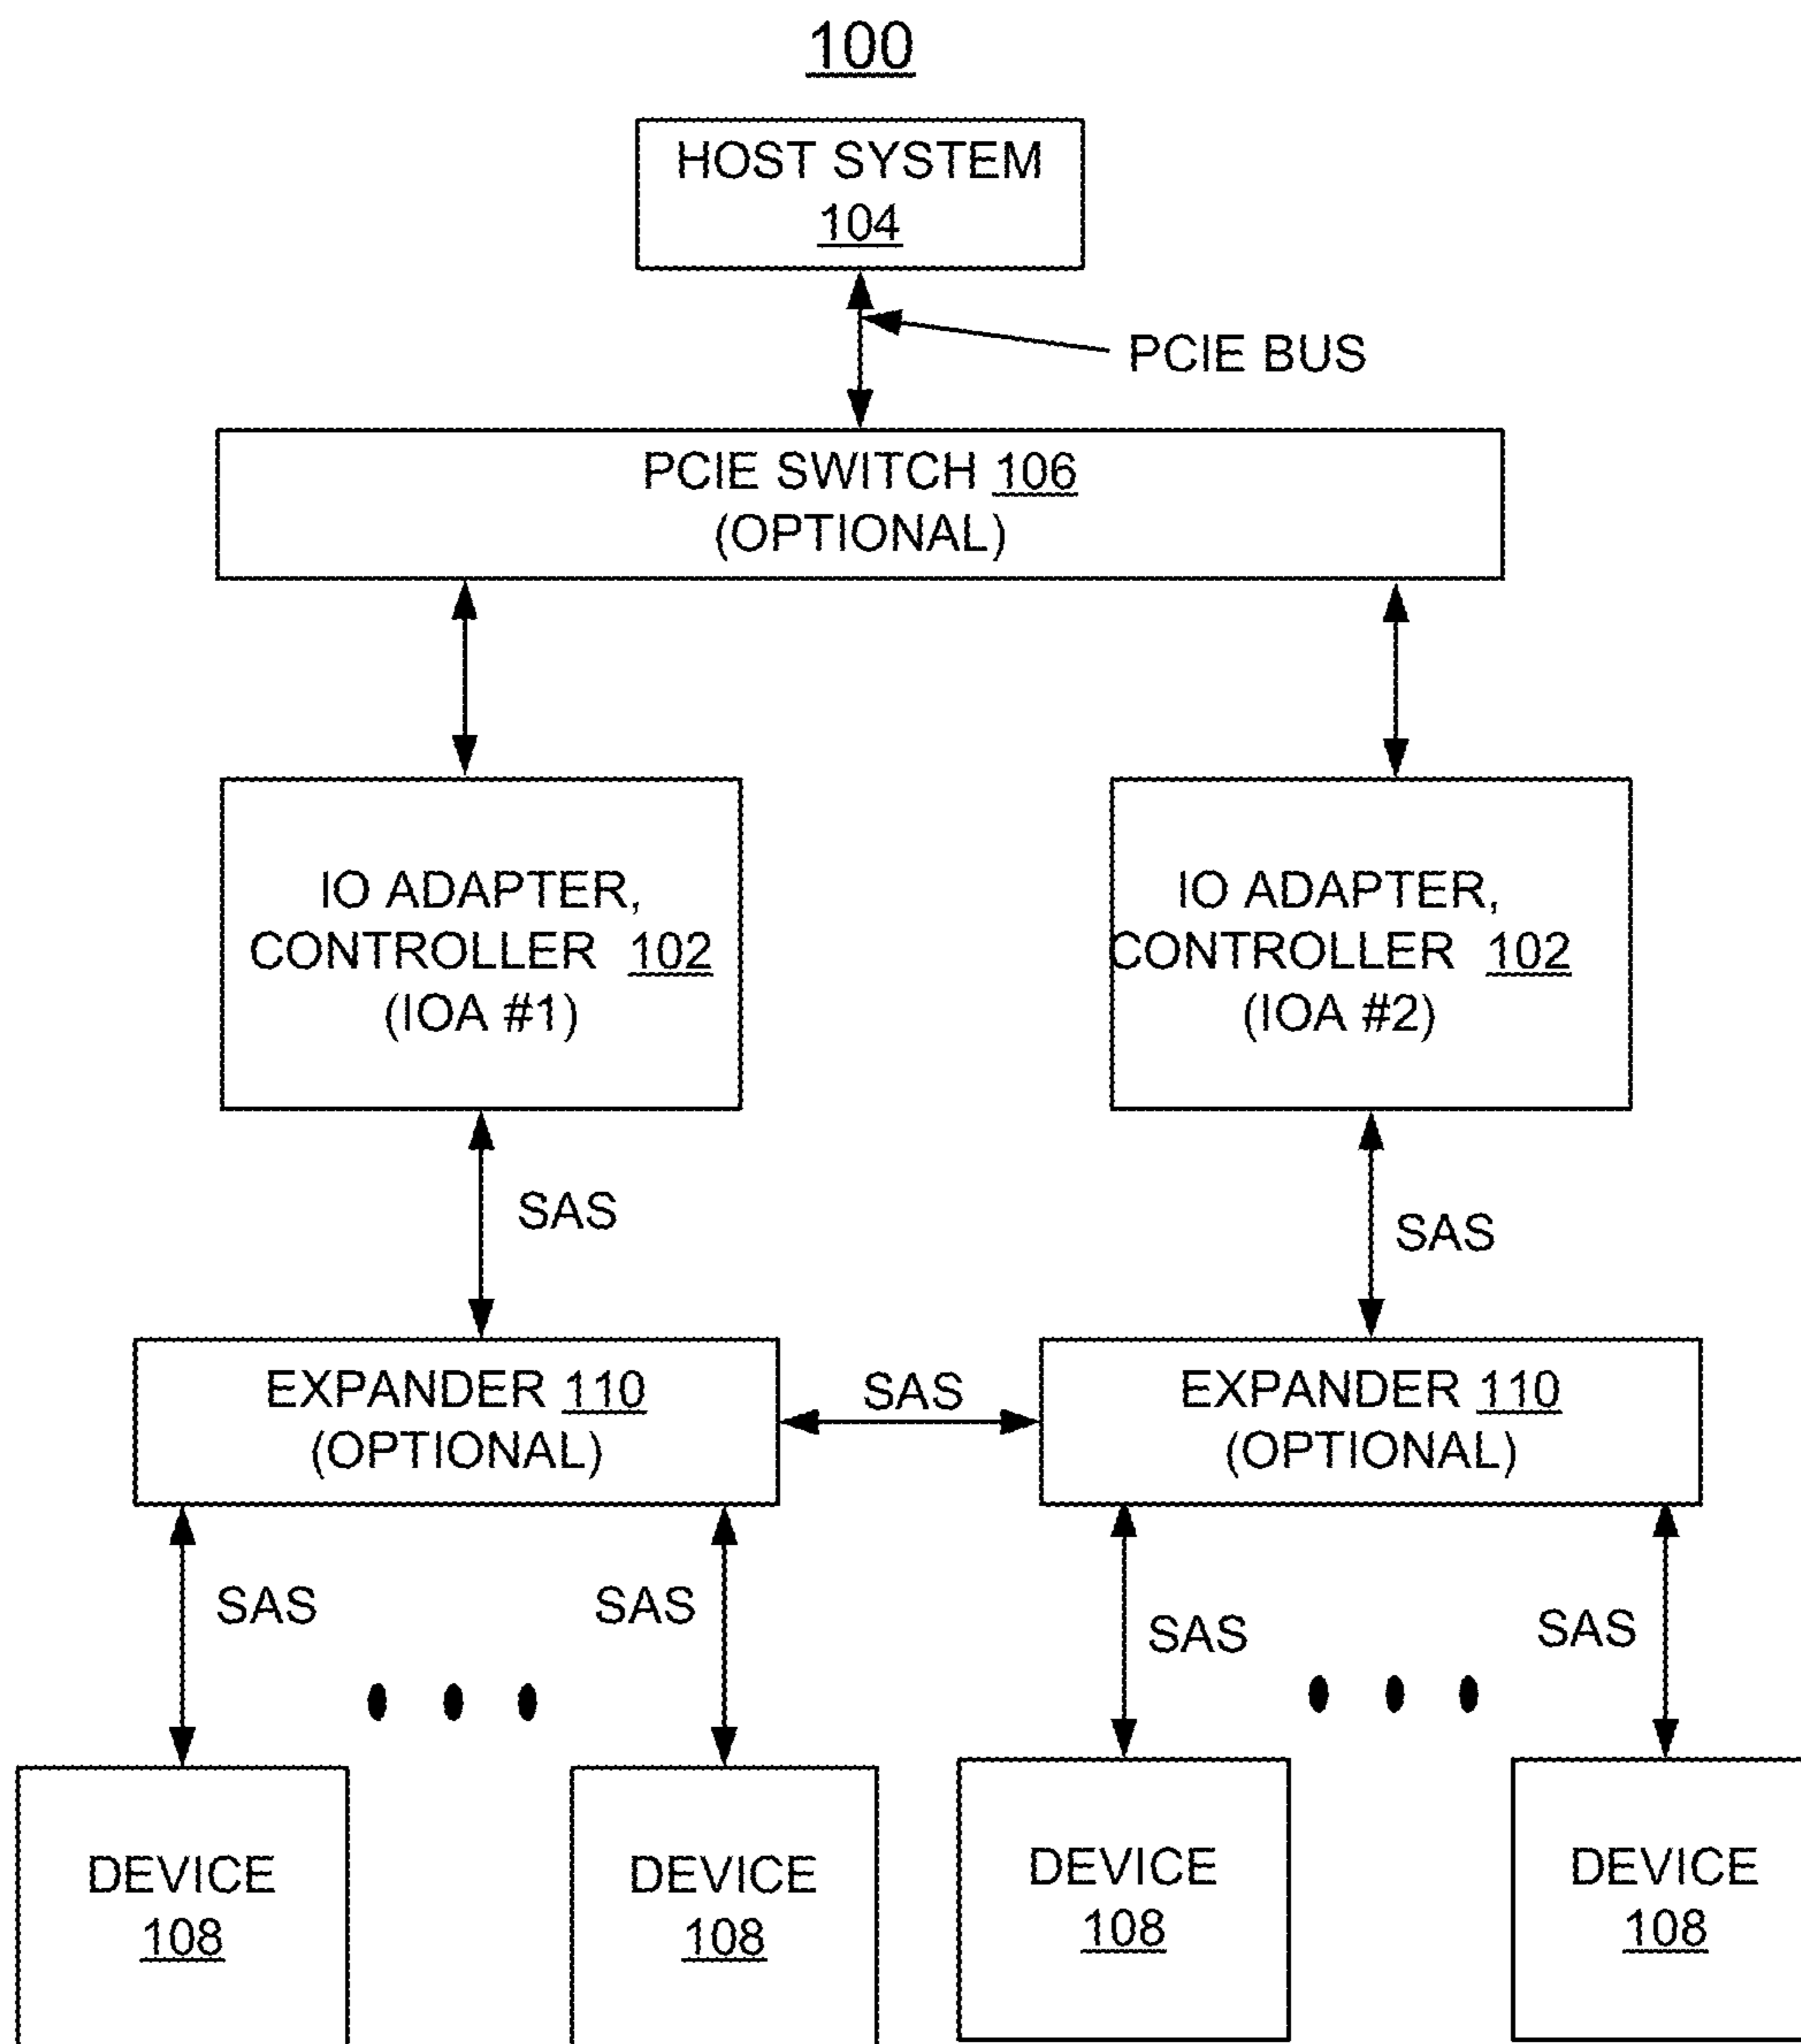 100
HOST SYSTEM
104
PCIE BUS
PCIE SWITCH 106
(OPTIONAL)
IO ADAPTER,
CONTROLLER 102
(IOA #1)
IO ADAPTER,
CONTROLLER 102
(IOA #2)
SAS
SAS
EXPANDER 110
(OPTIONAL)
SAS
EXPANDER 110
(OPTIONAL)
SAS
SAS
SAS
SAS
DEVICE
108
DEVICE
108
DEVICE
108
DEVICE
108